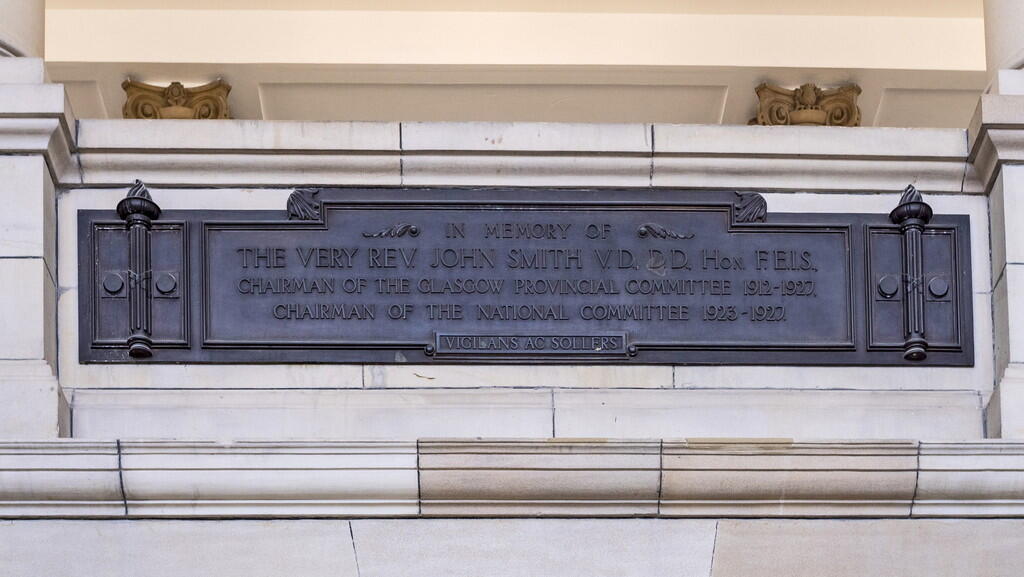 IN MEMORY OF
THE VERY REV. JOHN SMITH V.D., D.D., HON. F.E.I.S.,
CHAIRMAN OF THE GLASGOW PROVINCIAL COMMITTEE 1912-1927,
CHAIRMAN OF THE NATIONAL COMMITTEE 1923-1927.
VIGILANS AC SOLLERS